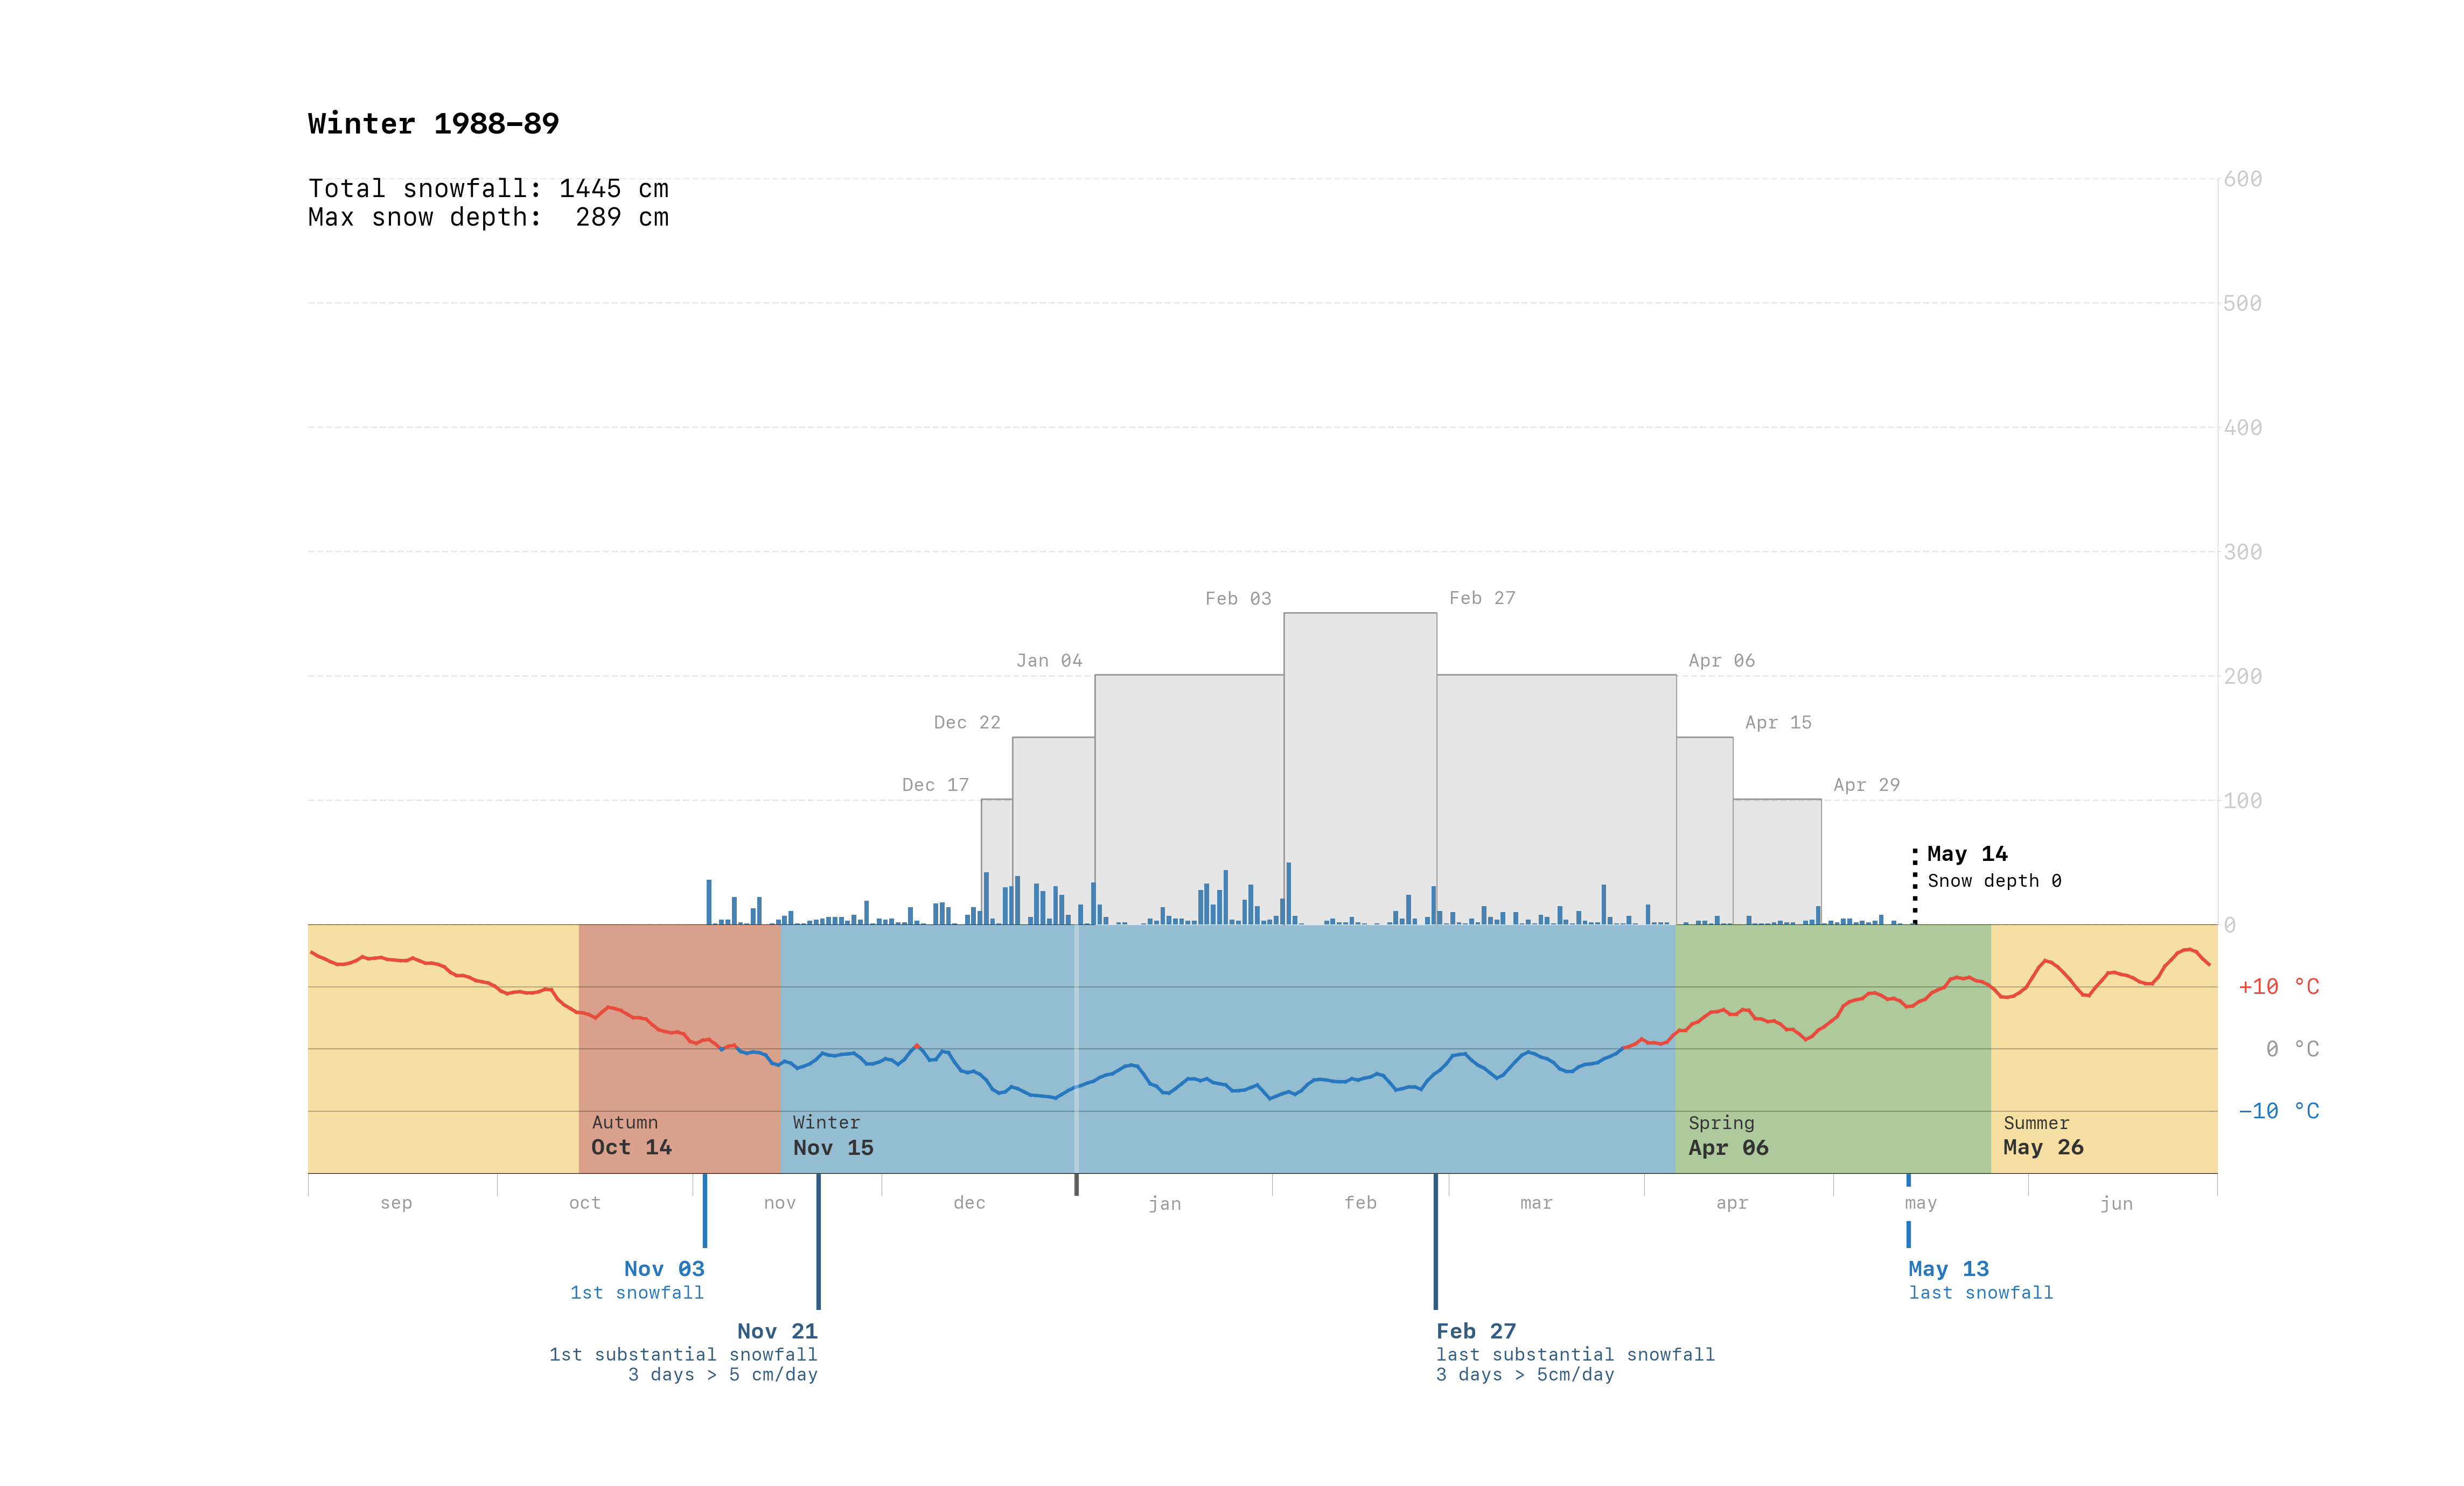 Winter 1988–89
Total snowfall: 1445 cm
Max snow depth: 289 cm
600
500
400
300
Feb 03
Feb 27
Jan 04
Apr 06
200
Dec 22
Apr 15
Dec 17
Apr 29
100
May 14
Snow depth 0
0
+10 °C
0 °C
−10 °C
Autumn
Oct 14
Winter
Nov 15
Spring
Apr 06
Summer
May 26
sep
oct
nov
dec
jan
feb
mar
apr
may
jun
Nov 03
1st snowfall
May 13
last snowfall
Nov 21
1st substantial snowfall
3 days > 5 cm/day
Feb 27
last substantial snowfall
3 days > 5cm/day